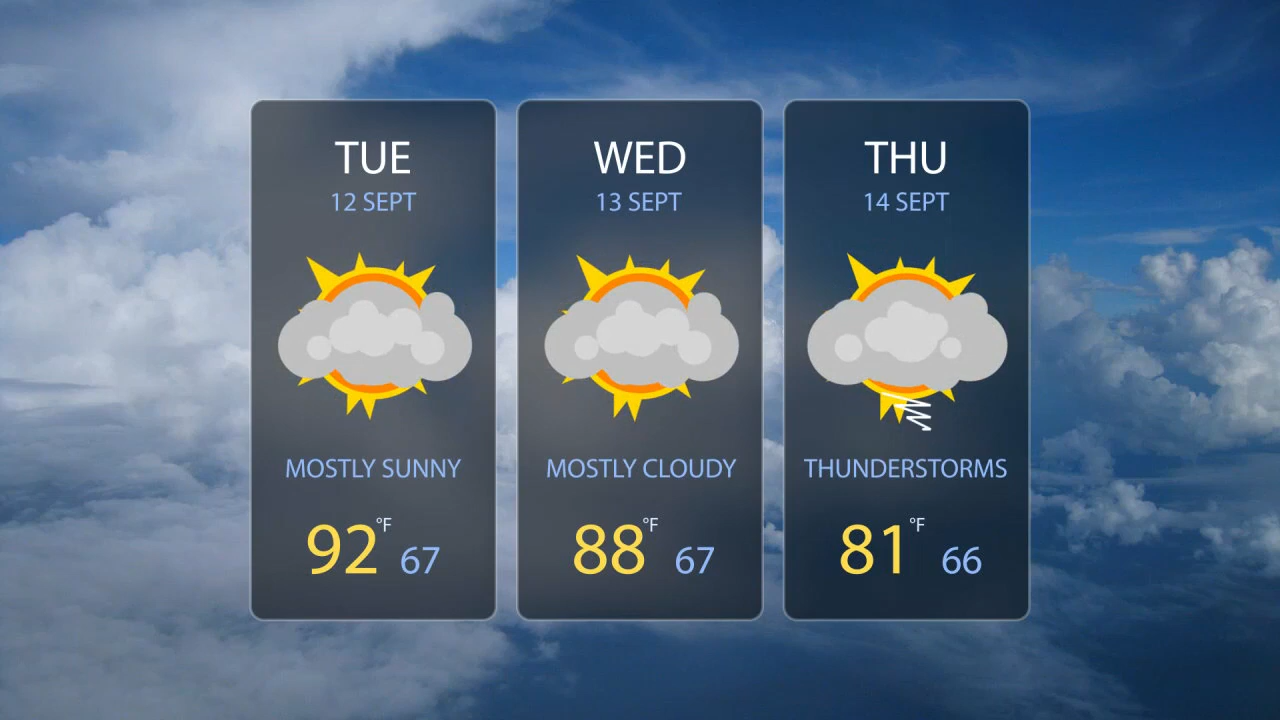 TUE
12 SEPT
MOSTLY SUNNY
92°F 67
WED
13 SEPT
MOSTLY CLOUDY
88°F 67
THU
14 SEPT
THUNDERSTORMS
81°F 66